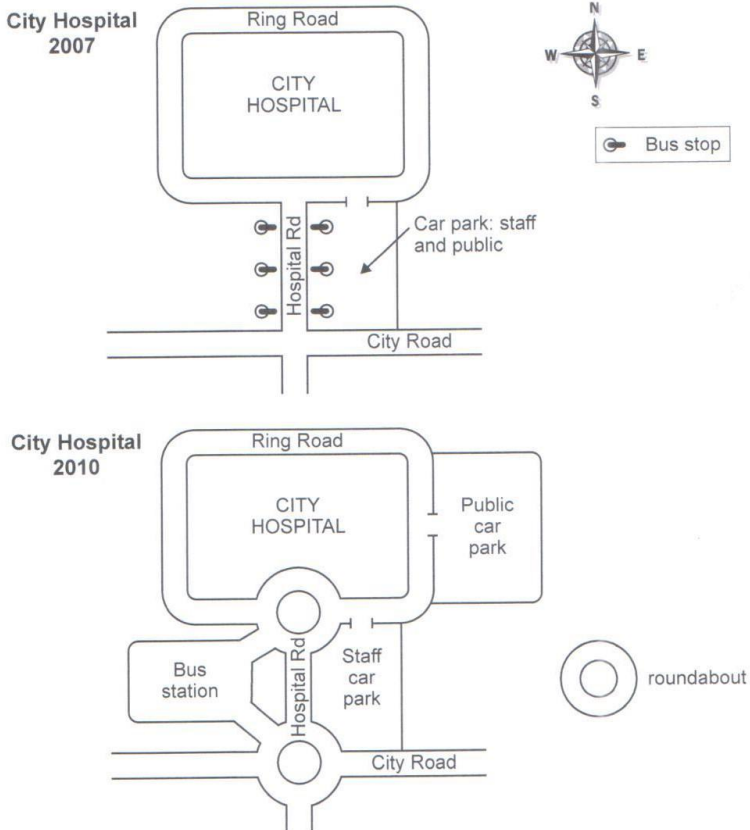 City Hospital
2007
Ring Road
CITY
HOSPITAL
N
W
E
S
Bus stop
Hospital Rd
Car park: staff
and public
City Road
City Hospital
2010
Ring Road
CITY
HOSPITAL
Public
car
park
Bus
station
Hospital Rd
Staff
car
park
roundabout
City Road